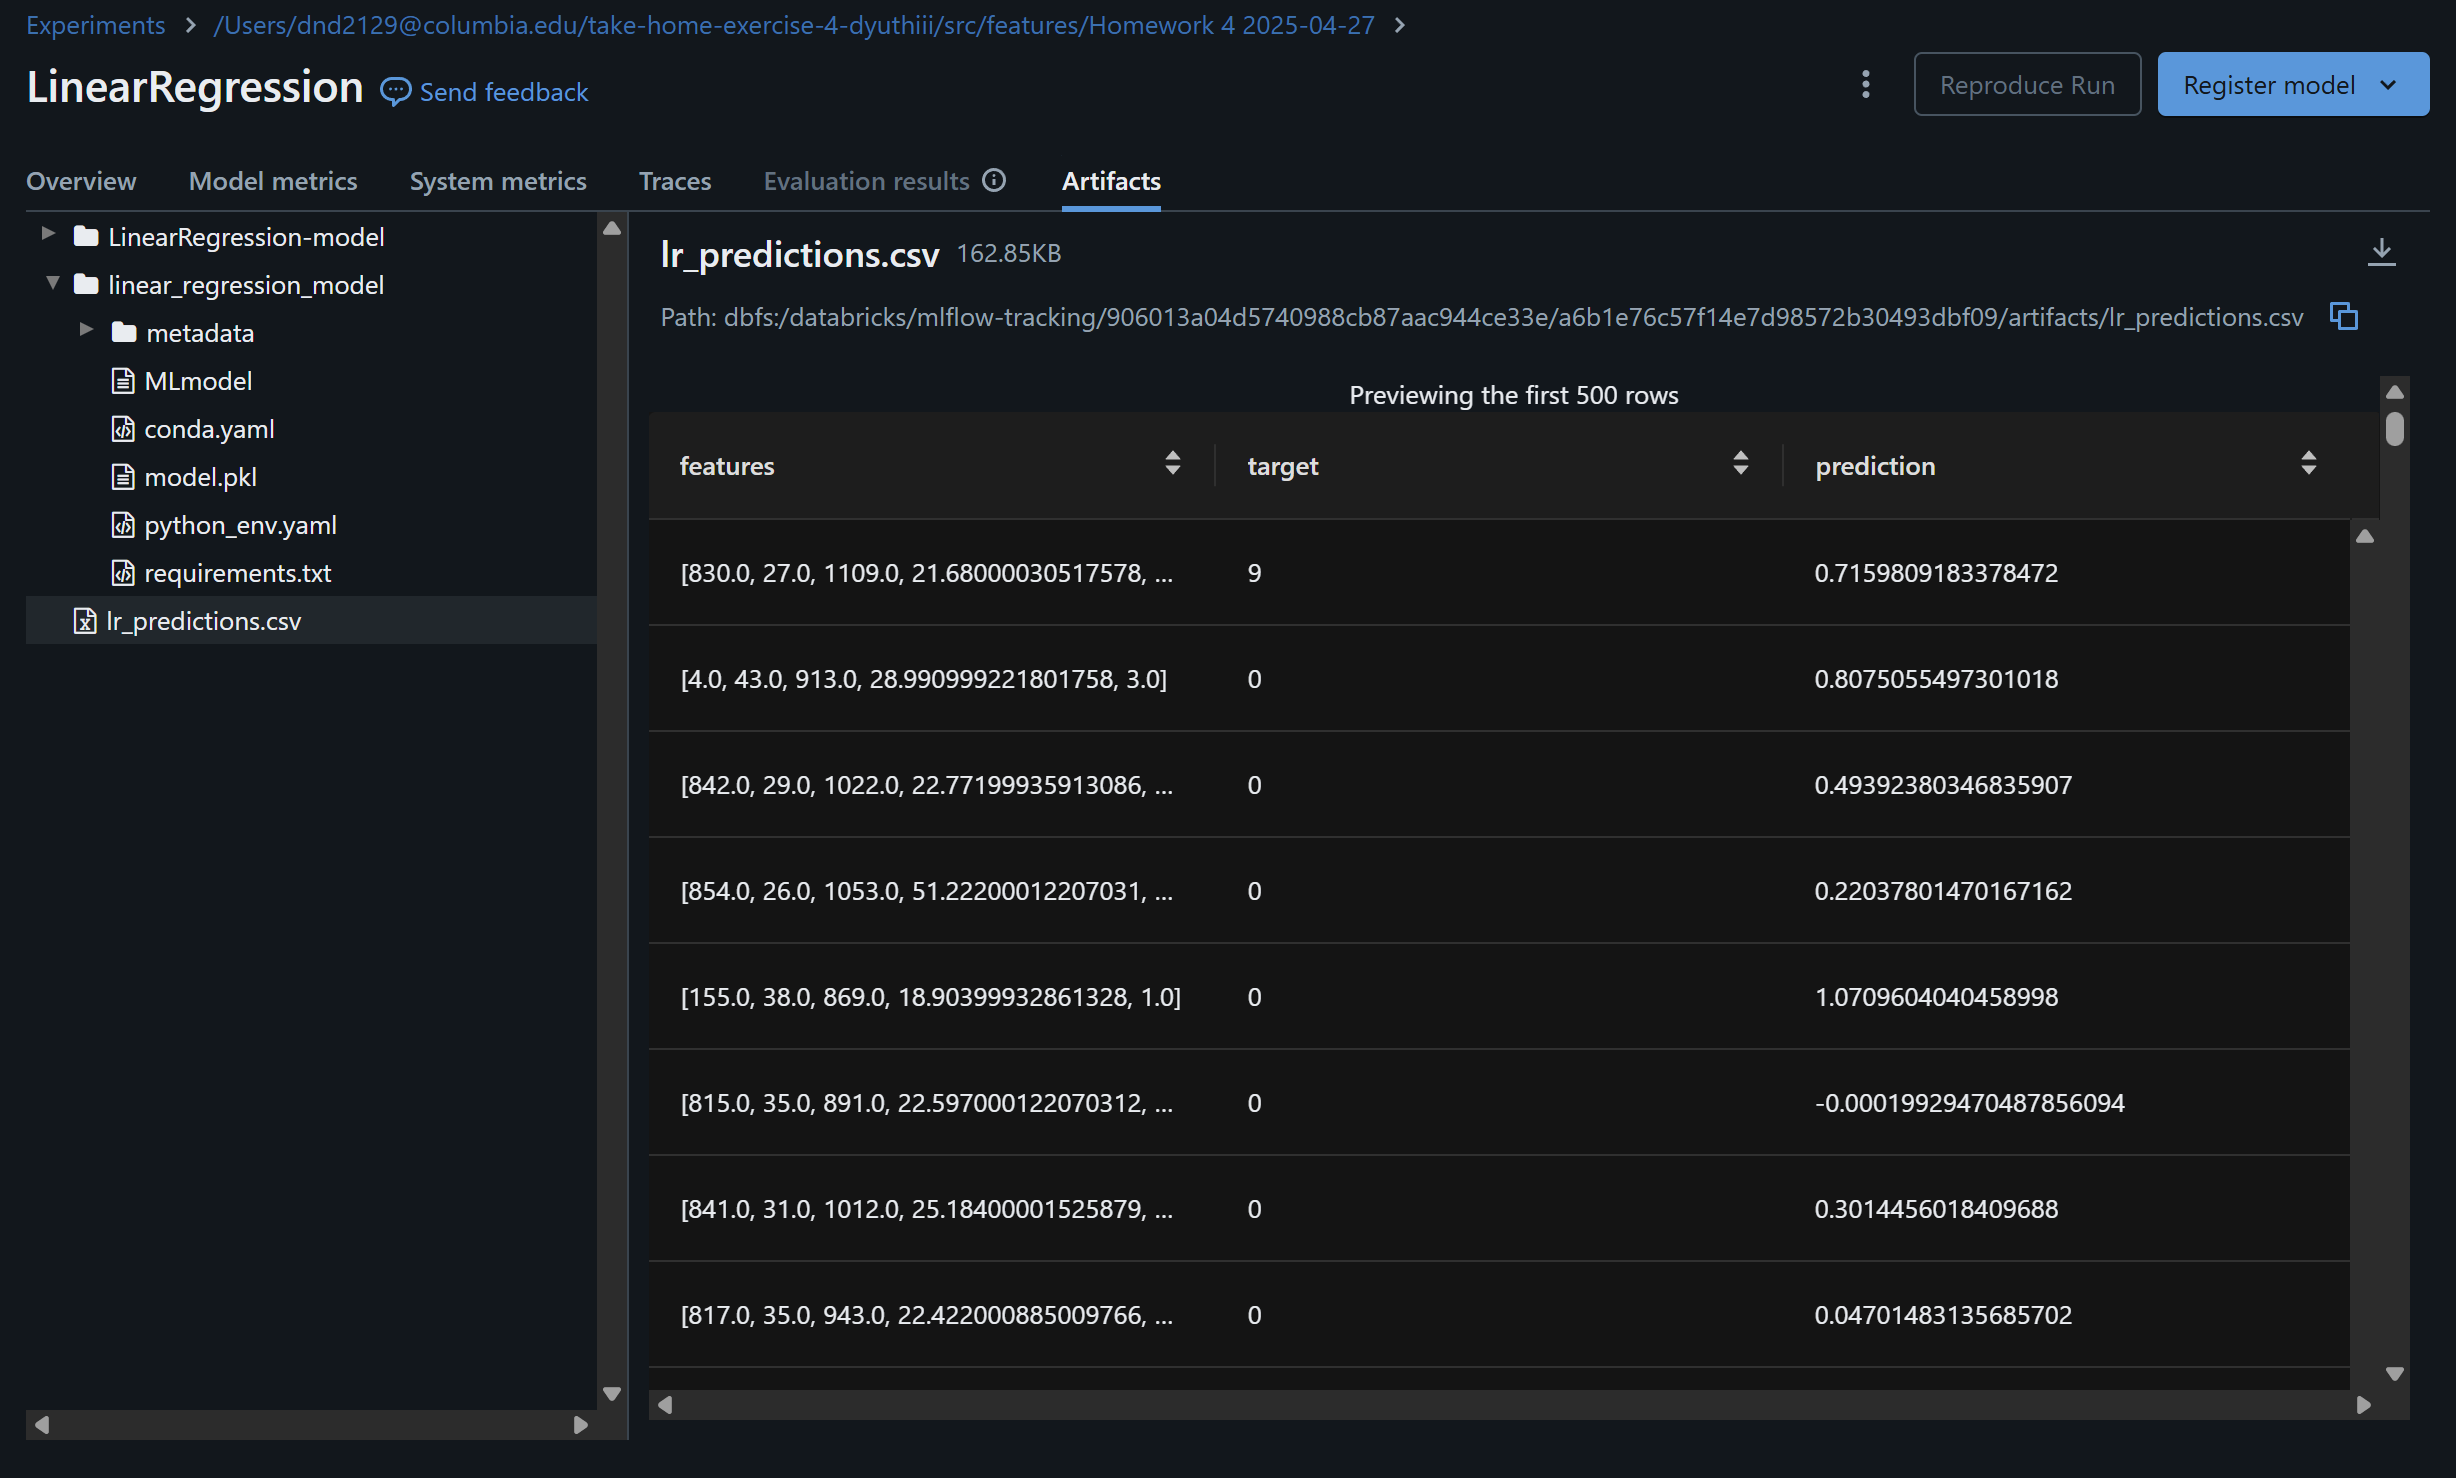 Experiments > /Users/dnd2129@columbia.edu/take-home-exercise-4-dyuthiii/src/features/Homework 4 2025-04-27 >
LinearRegression Send feedback
Reproduce Run
Register model
Overview Model metrics System metrics Traces Evaluation results Artifacts
LinearRegression-model
linear_regression_model
metadata
MLmodel
conda.yaml
model.pkl
python_env.yaml
requirements.txt
lr_predictions.csv
lr_predictions.csv 162.85KB
Path: dbfs:/databricks/mlflow-tracking/906013a04d5740988cb87aac944ce33e/a6b1e76c57f14e7d98572b30493dbf09/artifacts/lr_predictions.csv
Previewing the first 500 rows
features target prediction
[830.0, 27.0, 1109.0, 21.68000030517578, ... 9 0.7159809183378472
[4.0, 43.0, 913.0, 28.990999221801758, 3.0] 0 0.8075055497301018
[842.0, 29.0, 1022.0, 22.77199935913086, ... 0 0.49392380346835907
[854.0, 26.0, 1053.0, 51.22200012207031, ... 0 0.22037801470167162
[155.0, 38.0, 869.0, 18.90399932861328, 1.0] 0 1.0709604040458998
[815.0, 35.0, 891.0, 22.597000122070312, ... 0 -0.00019929470487856094
[841.0, 31.0, 1012.0, 25.18400001525879, ... 0 0.3014456018409688
[817.0, 35.0, 943.0, 22.422000885009766, ... 0 0.04701483135685702